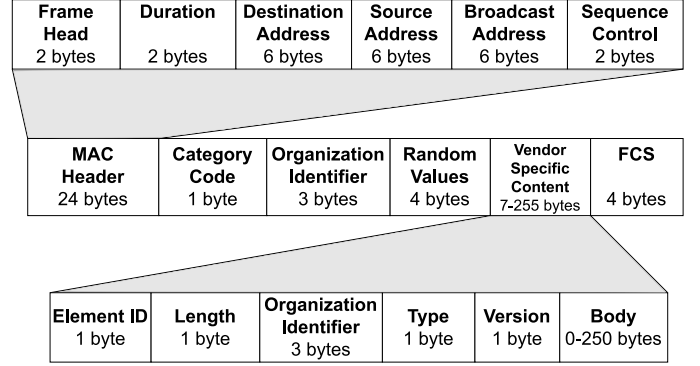 Frame Head 2 bytes
Duration 2 bytes
Destination Address 6 bytes
Source Address 6 bytes
Broadcast Address 6 bytes
Sequence Control 2 bytes
MAC Header 24 bytes
Category Code 1 byte
Organization Identifier 3 bytes
Random Values 4 bytes
Vendor Specific Content 7-255 bytes
FCS 4 bytes
Element ID 1 byte
Length 1 byte
Organization Identifier 3 bytes
Type 1 byte
Version 1 byte
Body 0-250 bytes